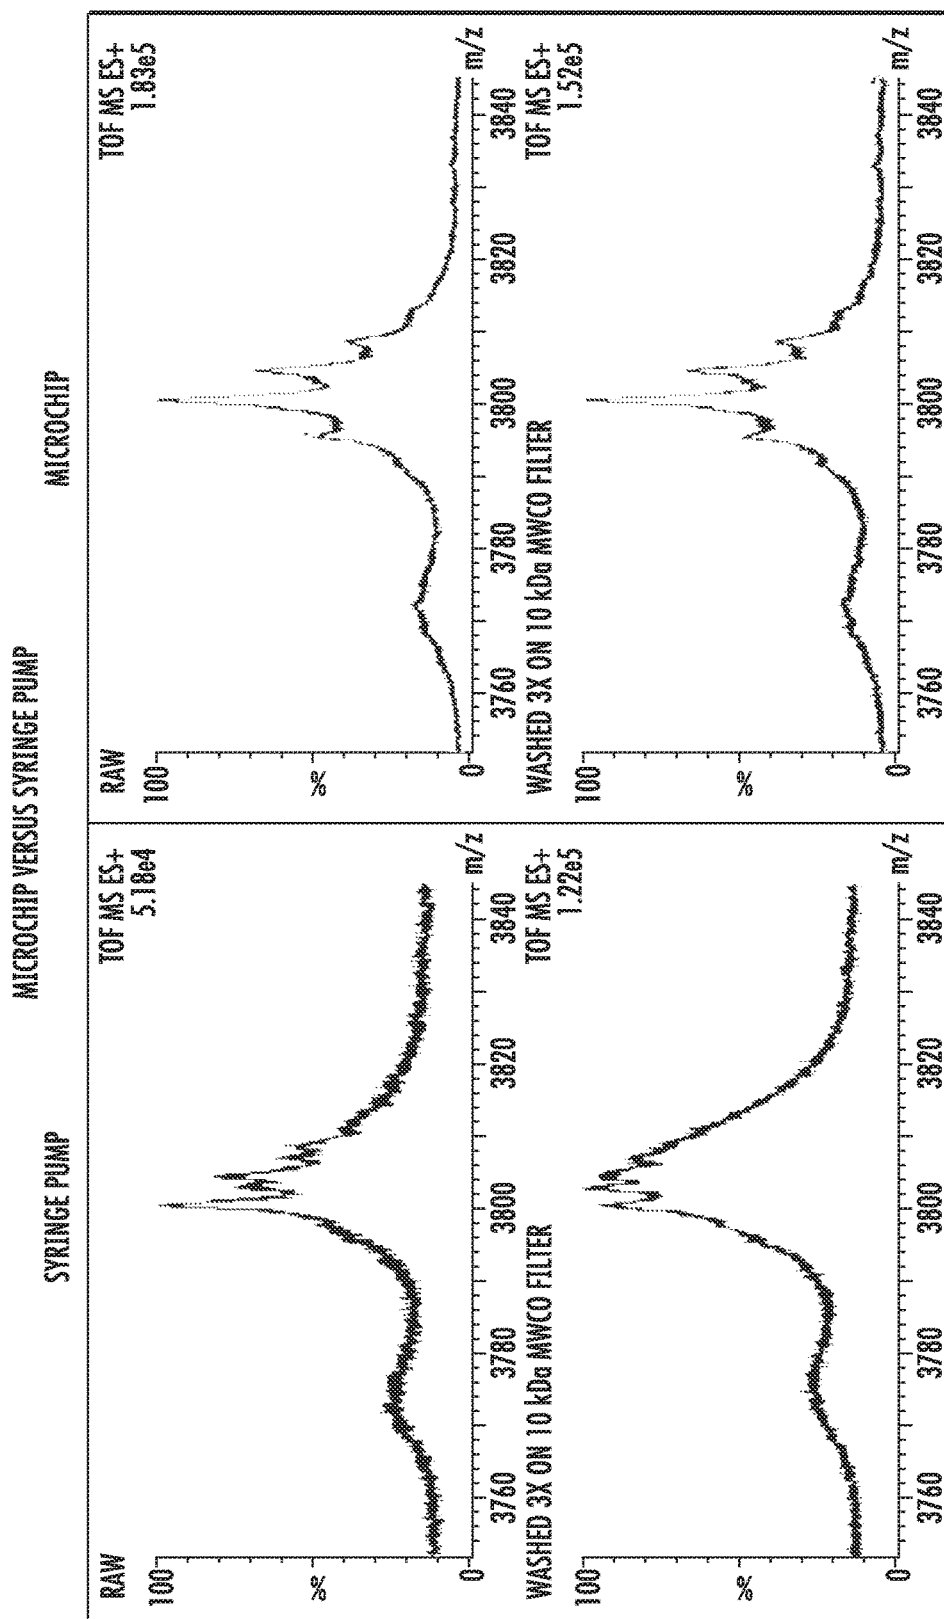 MICROCHIP VERSUS SYRINGE PUMP
SYRINGE PUMP
MICROCHIP
RAW
TOF MS ES+
5.18e4
100
%
0
3760 3780 3800 3820 3840
m/z
WASHED 3X ON 10 kDa MWCO FILTER
TOF MS ES+
1.22e5
100
%
0
3760 3780 3800 3820 3840
m/z
RAW
TOF MS ES+
1.83e5
100
%
0
3760 3780 3800 3820 3840
m/z
WASHED 3X ON 10 kDa MWCO FILTER
TOF MS ES+
1.52e5
100
%
0
3760 3780 3800 3820 3840
m/z